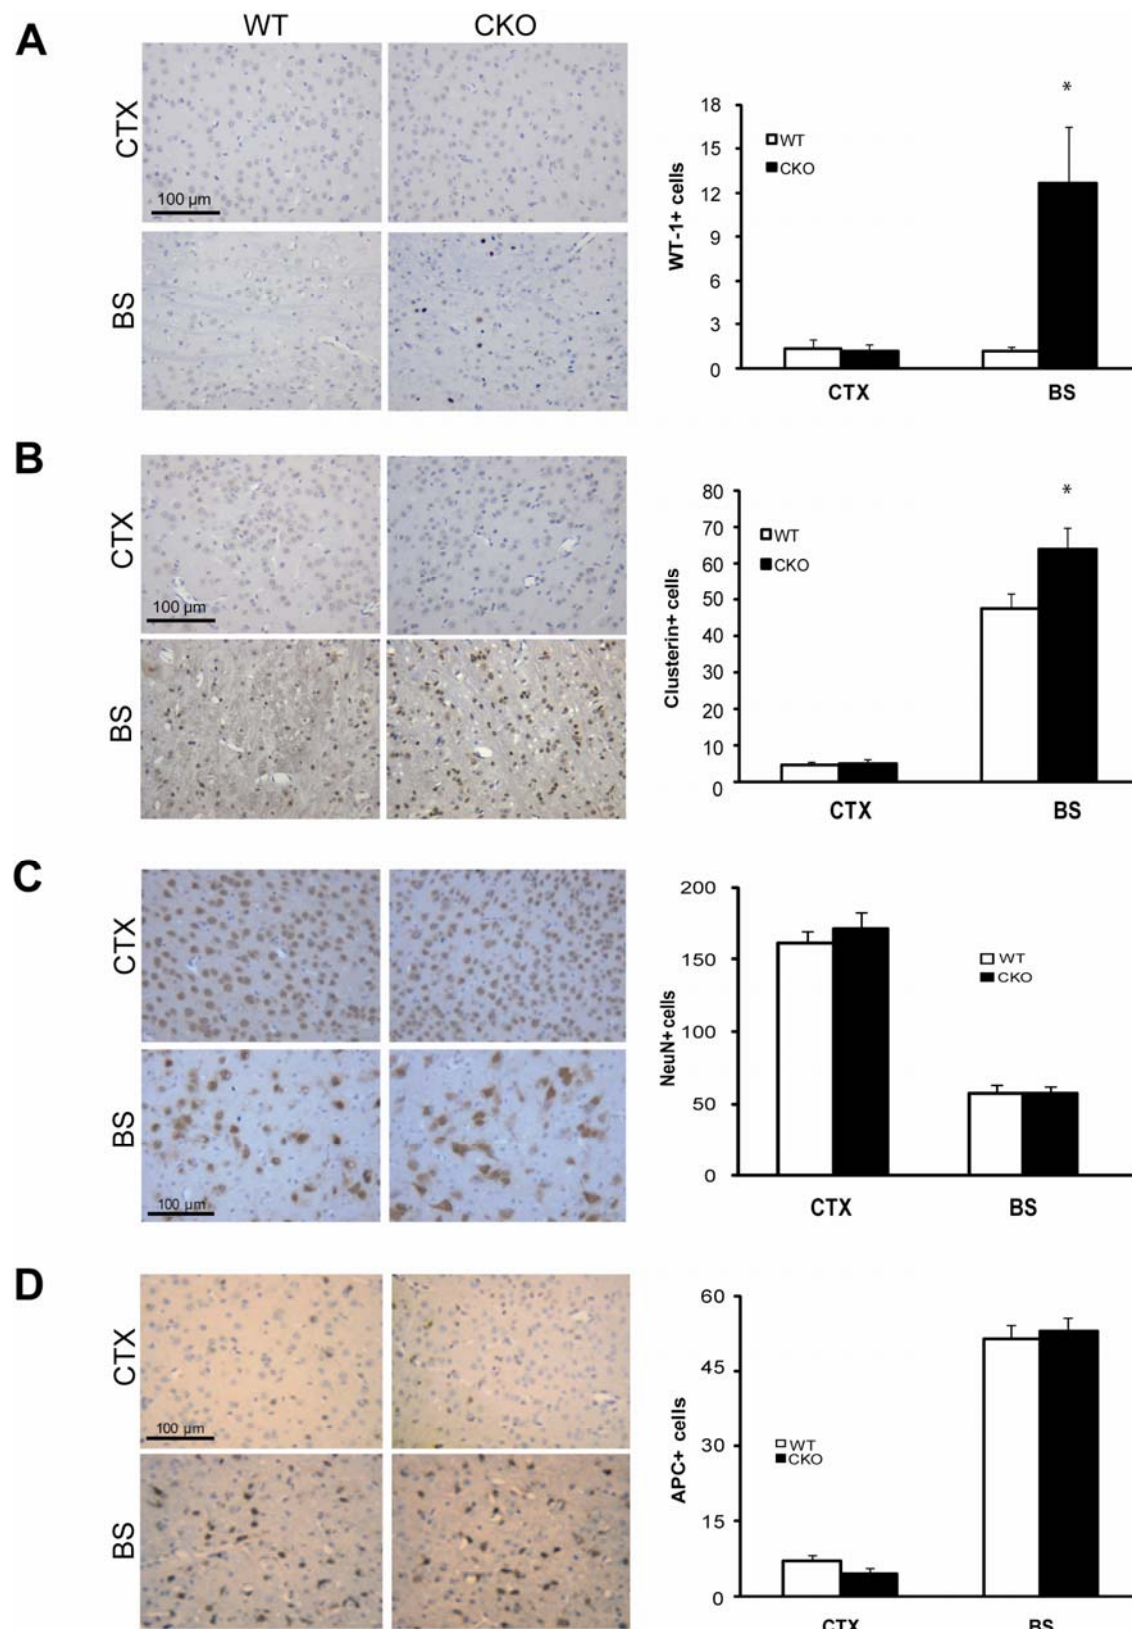 A
WT
CKO
CTX
100 µm
BS
WT-1+ cells
18
15
12
9
6
3
0
WT
CKO
*
CTX
BS
B
CTX
100 µm
BS
Clusterin+ cells
80
70
60
50
40
30
20
10
0
WT
CKO
*
CTX
BS
C
CTX
BS
100 µm
NeuN+cells
200
150
100
50
0
WT
CKO
CTX
BS
D
CTX
100 µm
BS
APC+ cells
60
45
30
15
0
WT
CKO
CTX
BS